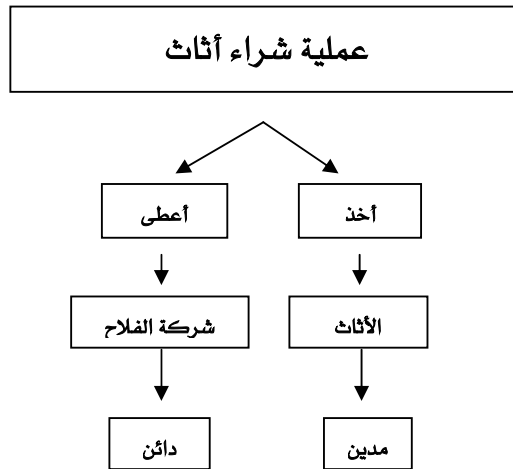 عملية شراء أثاث
أخذ
أعطى
الأثاث
شركة الفلاح
مدين
دائن